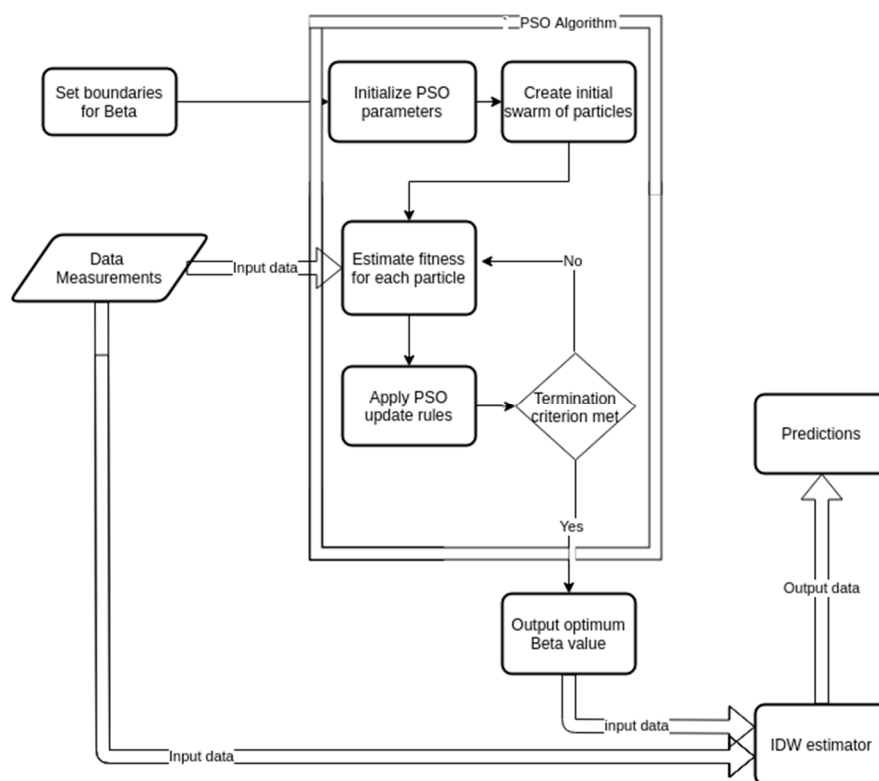 PSO Algorithm
Set boundaries
for Beta
Initialize PSO
parameters
Create initial
swarm of particles
Data
Measurements
Input data
Estimate fitness
for each particle
No
Apply PSO
update rules
Termination
criterion met
Predictions
Yes
Output data
Output optimum
Beta value
input data
Input data
IDW estimator